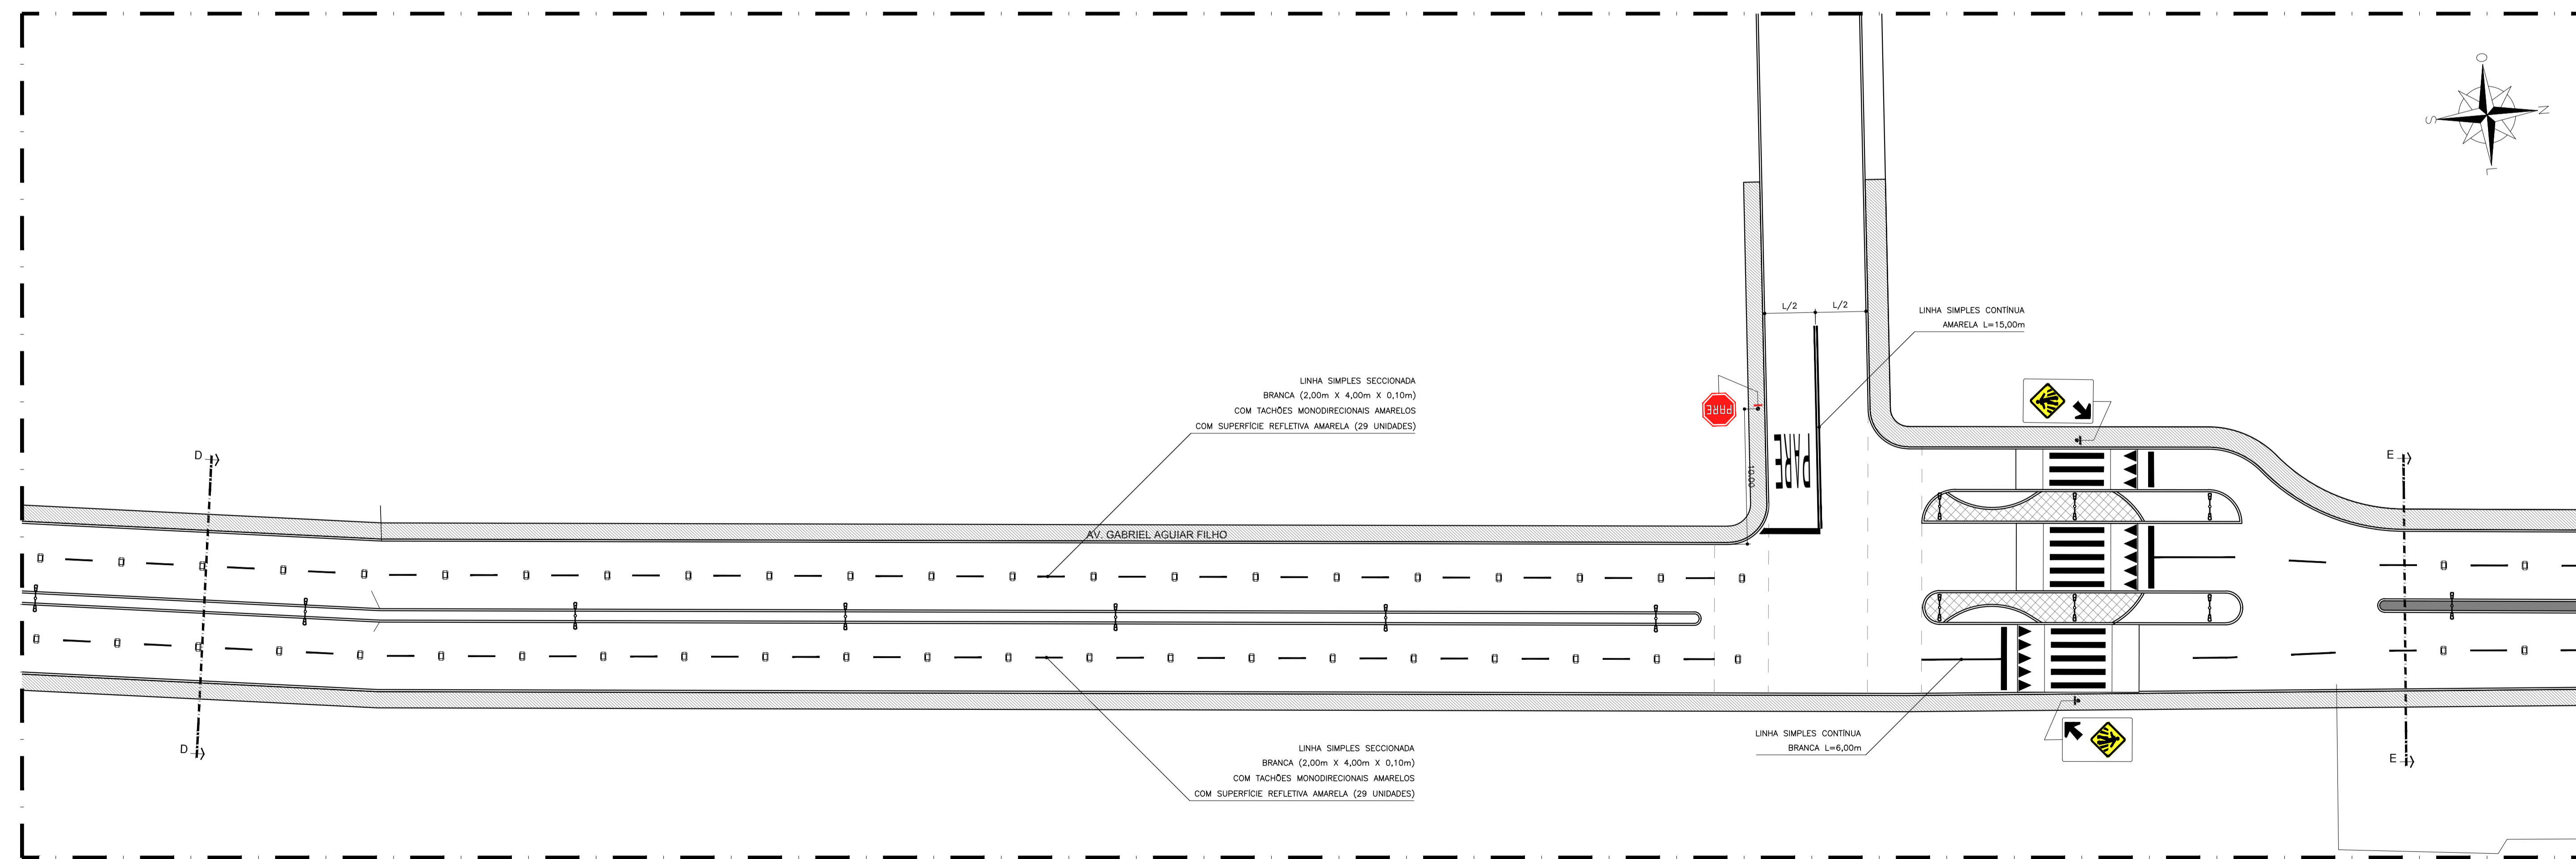 O
N
S
L
L/2
L/2
LINHA SIMPLES CONTÍNUA
AMARELA L=15,00m
LINHA SIMPLES SECCIONADA
BRANCA (2,00m X 4,00m X 0,10m)
COM TACHÕES MONODIRECIONAIS AMARELOS
COM SUPERFÍCIE REFLETIVA AMARELA (29 UNIDADES)
PARE
PARE
10,00
D
E
AV. GABRIEL AGUIAR FILHO
D
E
LINHA SIMPLES CONTÍNUA
BRANCA L=6,00m
LINHA SIMPLES SECCIONADA
BRANCA (2,00m X 4,00m X 0,10m)
COM TACHÕES MONODIRECIONAIS AMARELOS
COM SUPERFÍCIE REFLETIVA AMARELA (29 UNIDADES)